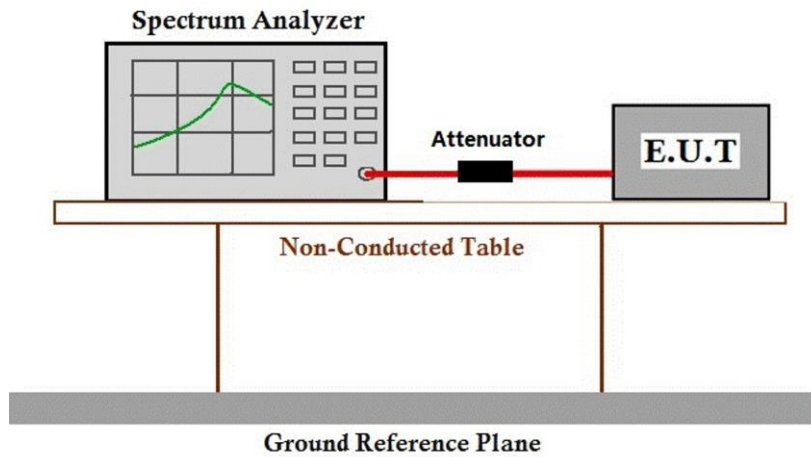 Spectrum Analyzer
Attenuator
E.U.T
Non-Conducted Table
Ground Reference Plane